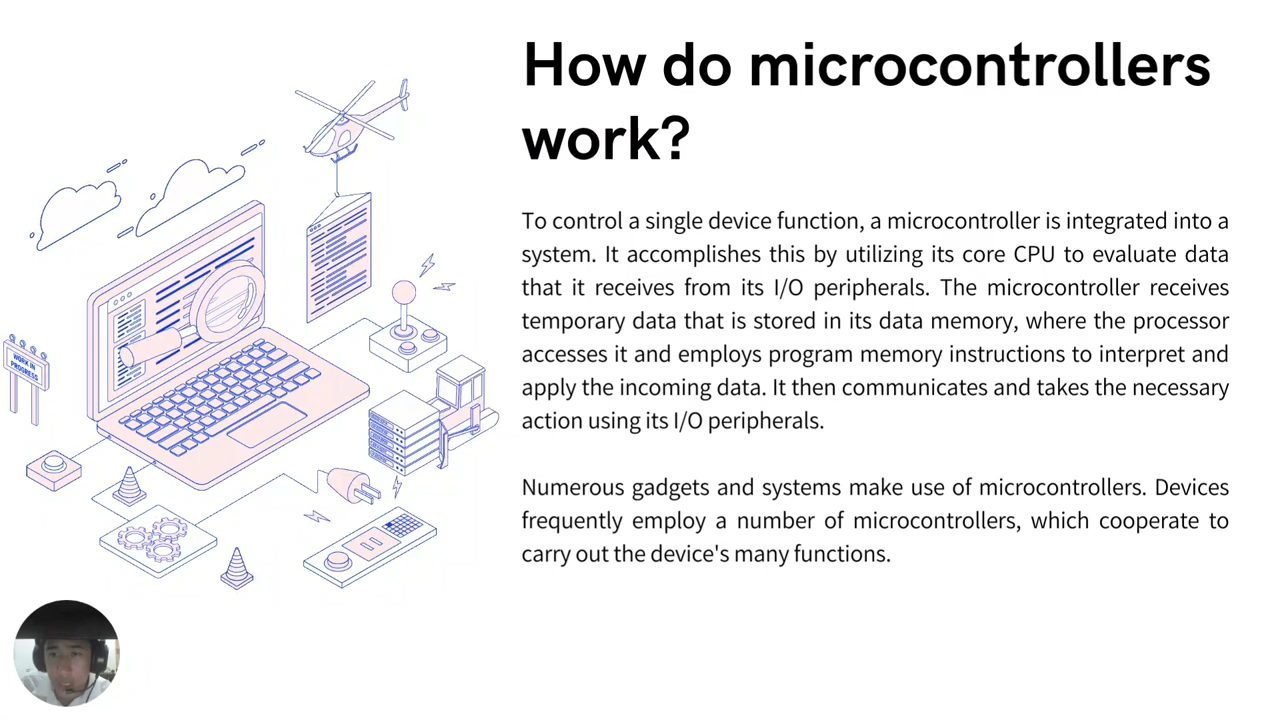 How do microcontrollers
work?
To control a single device function, a microcontroller is integrated into a
system. It accomplishes this by utilizing its core CPU to evaluate data
that it receives from its I/O peripherals. The microcontroller receives
temporary data that is stored in its data memory, where the processor
accesses it and employs program memory instructions to interpret and
apply the incoming data. It then communicates and takes the necessary
action using its I/O peripherals.
Numerous gadgets and systems make use of microcontrollers. Devices
frequently employ a number of microcontrollers, which cooperate to
carry out the device's many functions.
WORK IN
PROGRESS